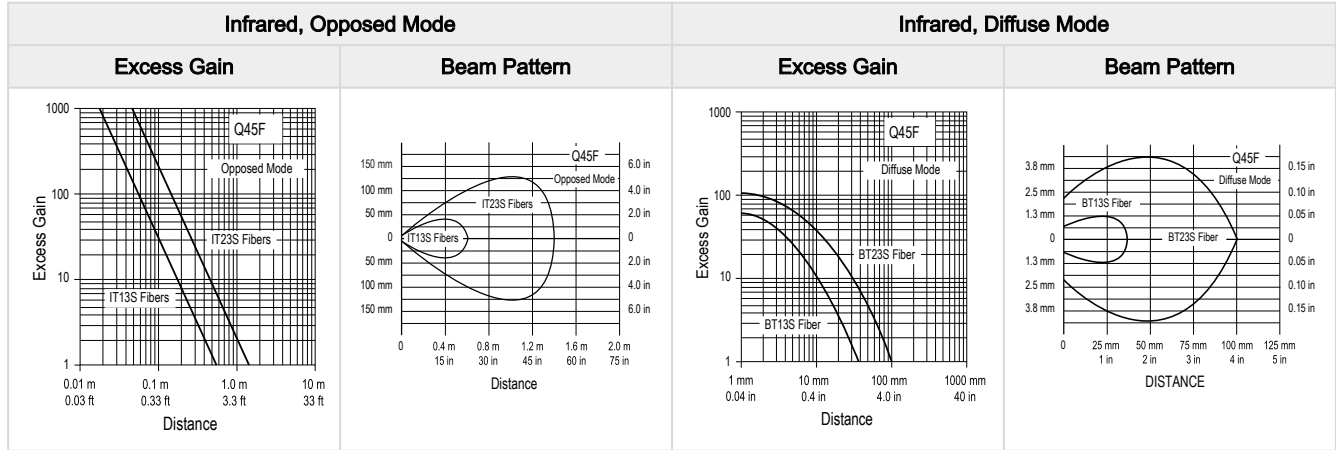 Infrared, Opposed Mode
Infrared, Diffuse Mode
Excess Gain
Beam Pattern
Excess Gain
Beam Pattern
1000
100
10
1
Excess Gain
Q45F
Opposed Mode
IT23S Fibers
IT13S Fibers
0.01 m
0.1 m
1.0 m
10 m
0.03 ft
0.33 ft
3.3 ft
33 ft
Distance
150 mm
100 mm
50 mm
0
50 mm
100 mm
150 mm
Q45F
Opposed Mode
IT23S Fibers
IT13S Fibers
6.0 in
4.0 in
2.0 in
0
2.0 in
4.0 in
6.0 in
0
0.4 m
0.8 m
1.2 m
1.6 m
2.0 m
15 in
30 in
45 in
60 in
75 in
Distance
1000
100
10
1
Excess Gain
Q45F
Diffuse Mode
BT23S Fiber
BT13S Fiber
1 mm
10 mm
100 mm
1000 mm
0.04 in
0.4 in
4.0 in
40 in
Distance
3.8 mm
2.5 mm
1.3 mm
0
1.3 mm
2.5 mm
3.8 mm
Q45F
Diffuse Mode
BT13S Fiber
BT23S Fiber
0.15 in
0.10 in
0.05 in
0
0.05 in
0.10 in
0.15 in
0
25 mm
50 mm
75 mm
100 mm
125 mm
1 in
2 in
3 in
4 in
5 in
DISTANCE